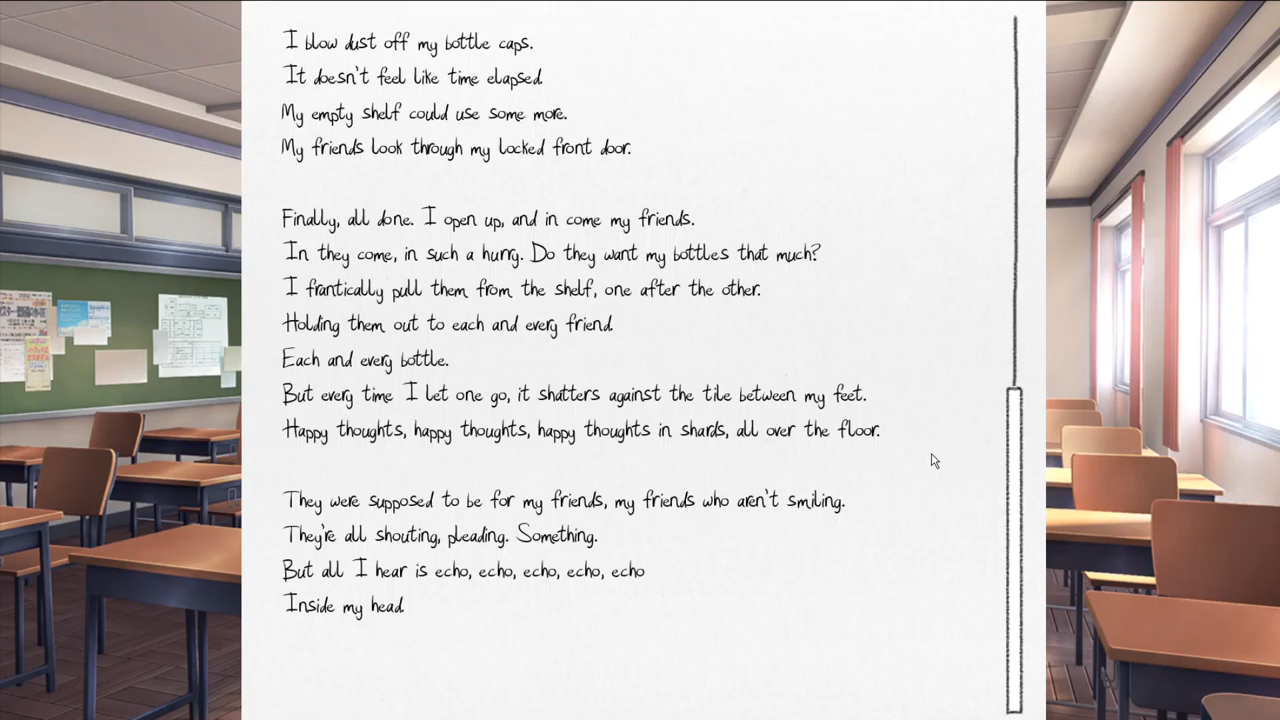 I blow dust off my bottle caps.
It doesn't feel like time elapsed.
My empty shelf could use some more.
My friends look through my locked front door.
Finally, all done. I open up, and in come my friends.
In they come, in such a hurry. Do they want my bottles that much?
I frantically pull them from the shelf, one after the other.
Holding them out to each and every friend.
Each and every bottle.
But every time I let one go, it shatters against the tile between my feet.
Happy thoughts, happy thoughts, happy thoughts in shards, all over the floor.
They were supposed to be for my friends, my friends who aren't smiling.
They're all shouting, pleading. Something.
But all I hear is echo, echo, echo, echo, echo
Inside my head.